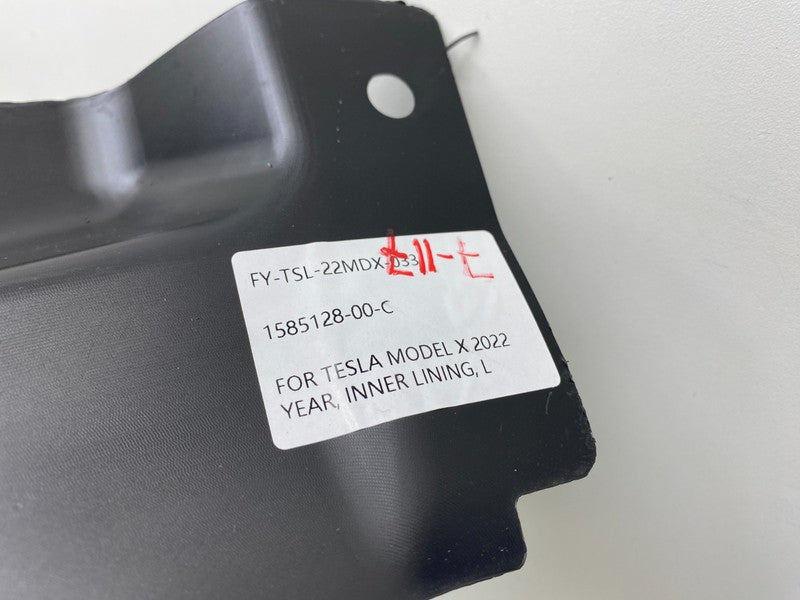 FY-TSL-22MDX-033
1585128-00-C
FOR TESLA MODEL X 2022
YEAR, INNER LINING, L